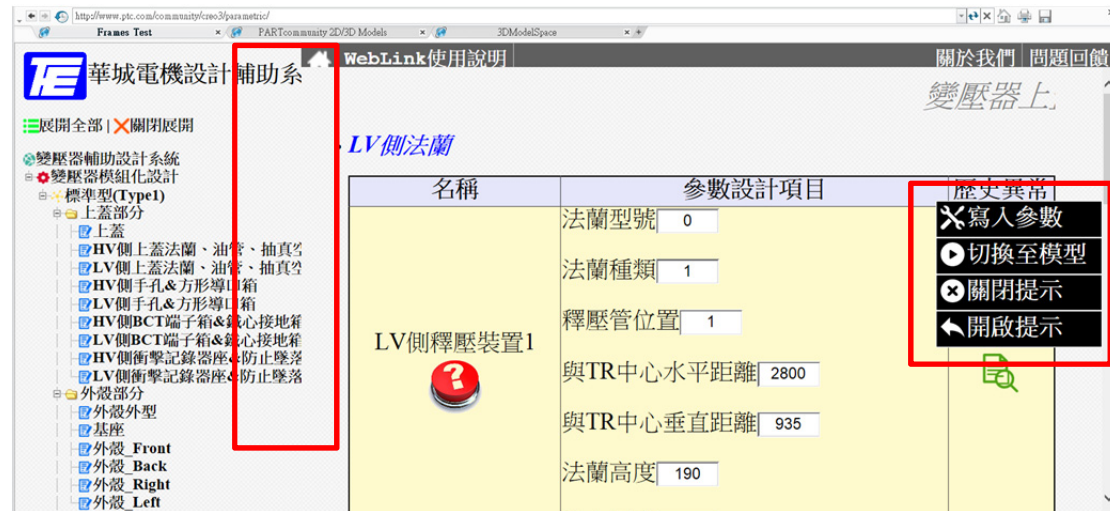 http://www.ptc.com/community/creo3/parametric/
Frames Test
PARTcommunity 2D/3D Models
3DModelSpace
WebLink使用說明
關於我們
問題回饋
華城電機設計輔助系
變壓器上
展開全部 | 關閉展開
變壓器輔助設計系統
變壓器模組化設計
標準型(Type1)
上蓋部分
上蓋
HV側上蓋法蘭、油管、抽真空
LV側上蓋法蘭、油管、抽真空
HV側手孔&方形導口箱
LV側手孔&方形導口箱
HV側BCT端子箱&鐵心接地箱
LV側BCT端子箱&鐵心接地箱
HV側衝擊記錄器座&防止墜落
LV側衝擊記錄器座&防止墜落
外殼部分
外殼外型
基座
外殼_Front
外殼_Back
外殼_Right
外殼_Left
LV側法蘭
名稱
參數設計項目
歷史異常
LV側釋壓裝置1
法蘭型號 0
法蘭種類 1
釋壓管位置 1
與TR中心水平距離 2800
與TR中心垂直距離 935
法蘭高度 190
寫入參數
切換至模型
關閉提示
開啟提示